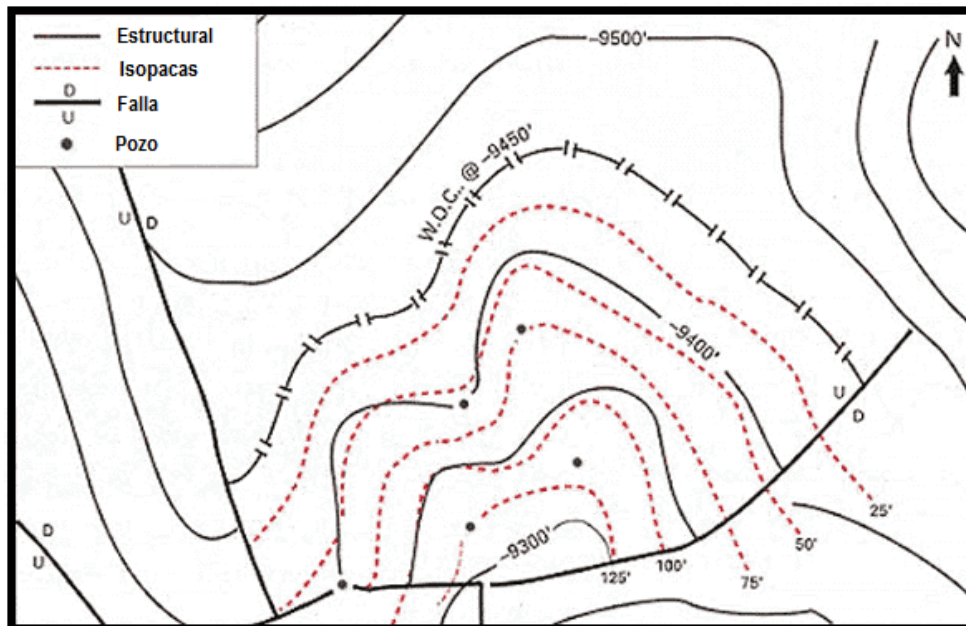 Estructural
Isopacas
D
Falla
U
Pozo
N
–9500'
W.O.C., @ –9450'
U D
–9400'
U
D
U
D
D
U
–9300'
25'
50'
125' 100' 75'